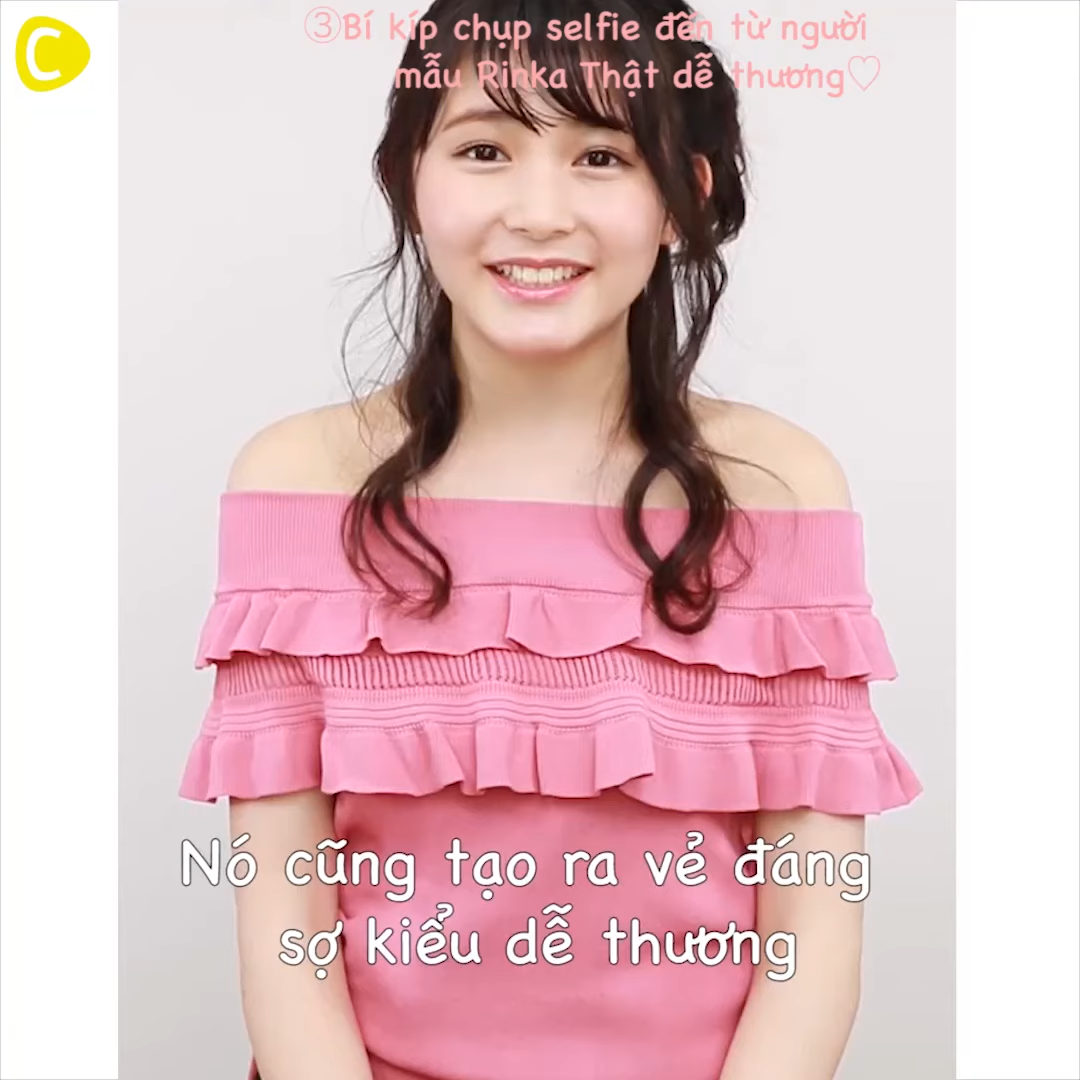 C
③Bí kíp chụp selfie đến từ người
mẫu Rinka Thật dễ thương♡
Nó cũng tạo ra vẻ đáng
sợ kiểu dễ thương